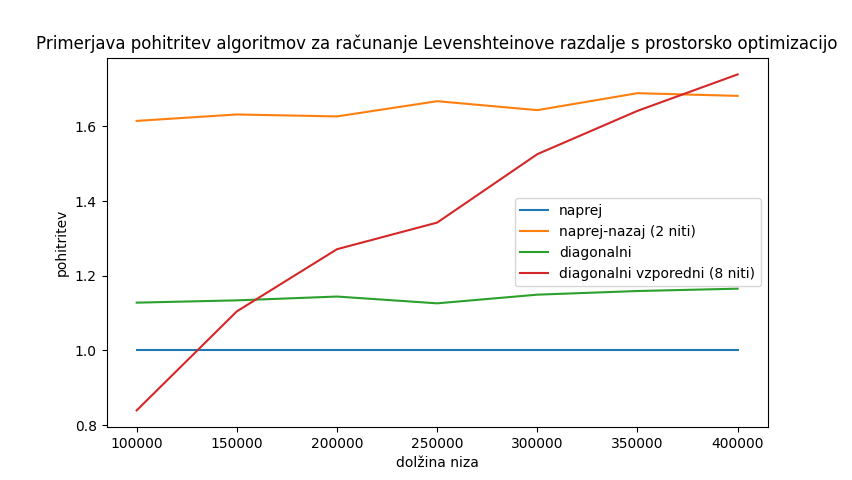 Primerjava pohitritev algoritmov za računanje Levenshteinove razdalje s prostorsko optimizacijo
pohitritev
1.6
1.4
1.2
1.0
0.8
naprej
naprej-nazaj (2 niti)
diagonalni
diagonalni vzporedni (8 niti)
100000 150000 200000 250000 300000 350000 400000
dolžina niza